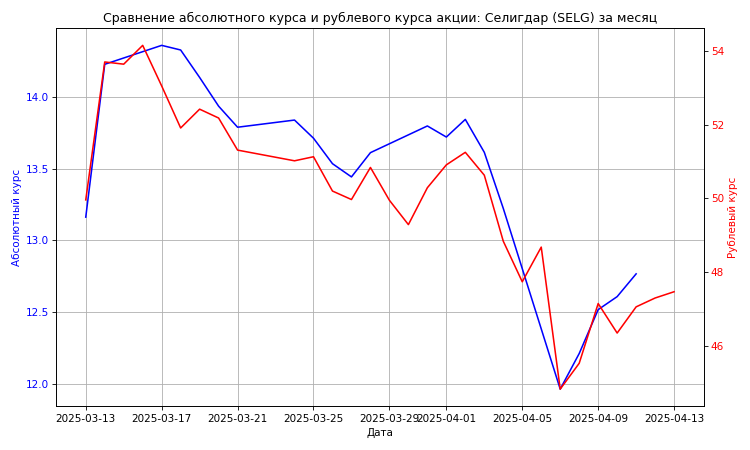 Сравнение абсолютного курса и рублевого курса акции: Селигдар (SELG) за месяц
Абсолютный курс
14.0
13.5
13.0
12.5
12.0
54
52
50
48
46
Рублевый курс
2025-03-13 2025-03-17 2025-03-21 2025-03-25 2025-03-29 2025-04-01 2025-04-05 2025-04-09 2025-04-13
Дата